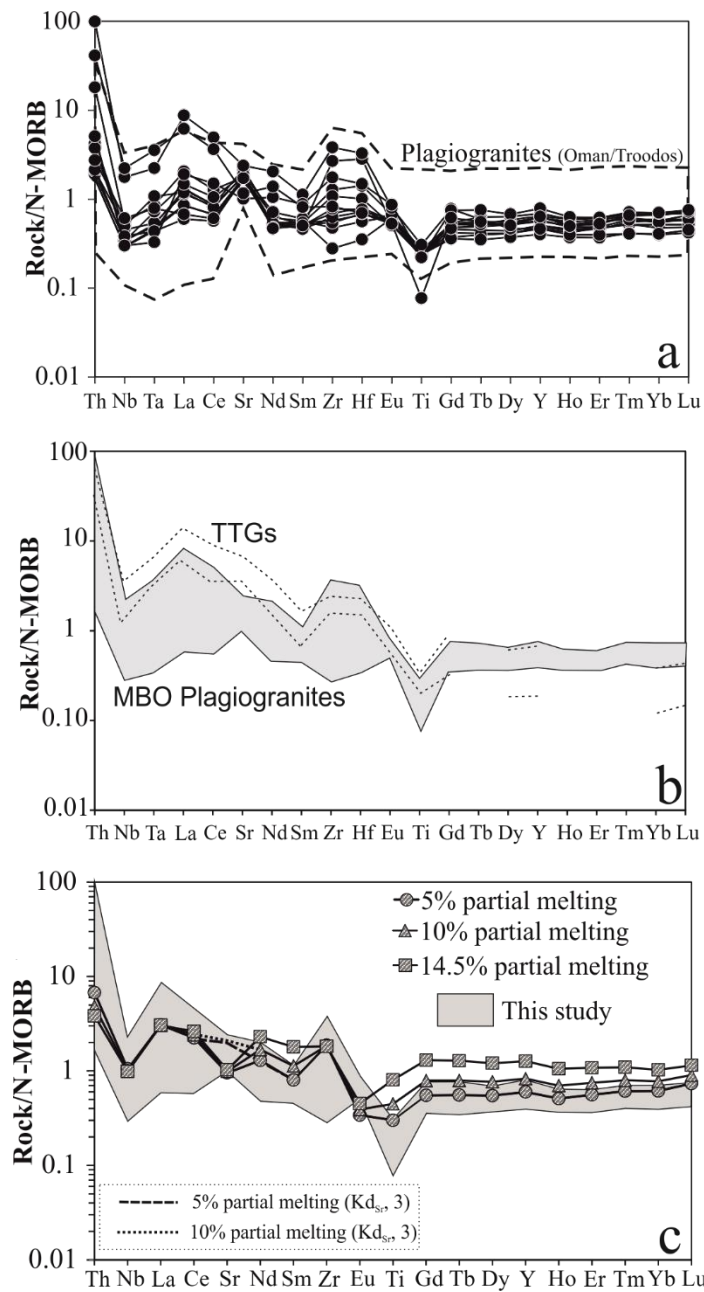 100
10
1
0.1
0.01
Rock/N-MORB
Plagiogranites (Oman/Troodos)
a
Th Nb Ta La Ce Sr Nd Sm Zr Hf Eu Ti Gd Tb Dy Y Ho Er Tm Yb Lu
100
10
1
0.10
0.01
Rock/N-MORB
TTGs
MBO Plagiogranites
b
Th Nb Ta La Ce Sr Nd Sm Zr Hf Eu Ti Gd Tb Dy Y Ho Er Tm Yb Lu
100
10
1
0.1
0.01
Rock/N-MORB
5% partial melting
10% partial melting
14.5% partial melting
This study
5% partial melting (KdSr, 3)
10% partial melting (KdSr, 3)
c
Th Nb La Ce Sr Nd Sm Zr Eu Ti Gd Tb Dy Y Ho Er Tm Yb Lu